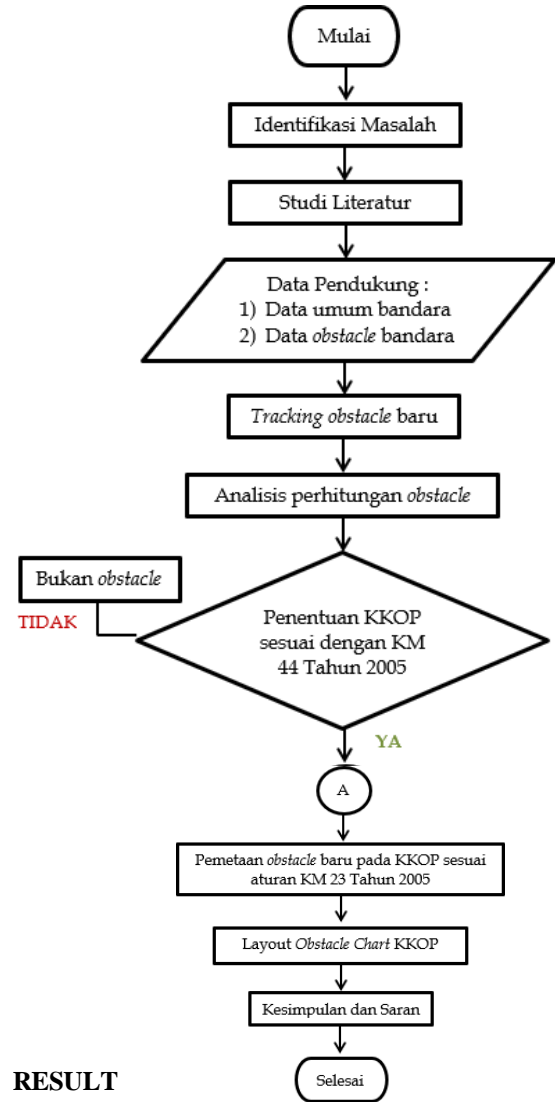 Mulai
Identifikasi Masalah
Studi Literatur
Data Pendukung :
1) Data umum bandara
2) Data obstacle bandara
Tracking obstacle baru
Analisis perhitungan obstacle
Bukan obstacle
TIDAK
Penentuan KKOP
sesuai dengan KM
44 Tahun 2005
YA
A
Pemetaan obstacle baru pada KKOP sesuai
aturan KM 23 Tahun 2005
Layout Obstacle Chart KKOP
Kesimpulan dan Saran
Selesai
RESULT